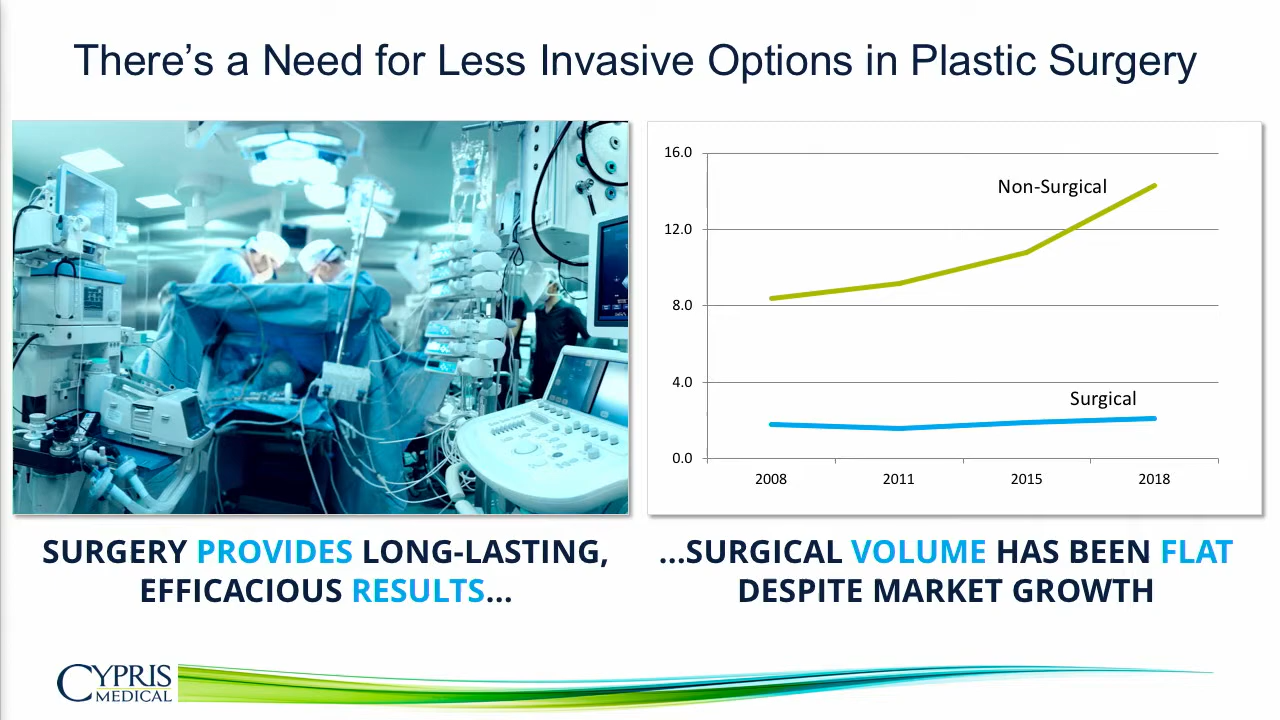 There’s a Need for Less Invasive Options in Plastic Surgery
16.0
12.0
8.0
4.0
0.0
Non-Surgical
Surgical
2008
2011
2015
2018
SURGERY PROVIDES LONG-LASTING,
EFFICACIOUS RESULTS...
...SURGICAL VOLUME HAS BEEN FLAT
DESPITE MARKET GROWTH
CYPRIS
MEDICAL